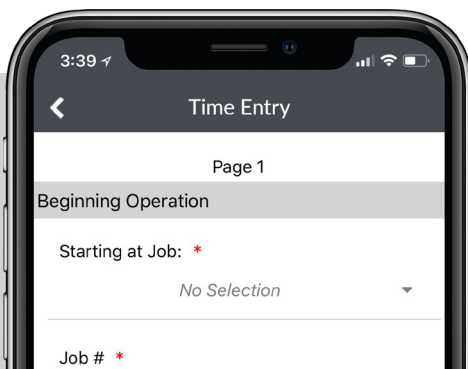 3:39
Time Entry
Page 1
Beginning Operation
Starting at Job: *
No Selection
Job # *